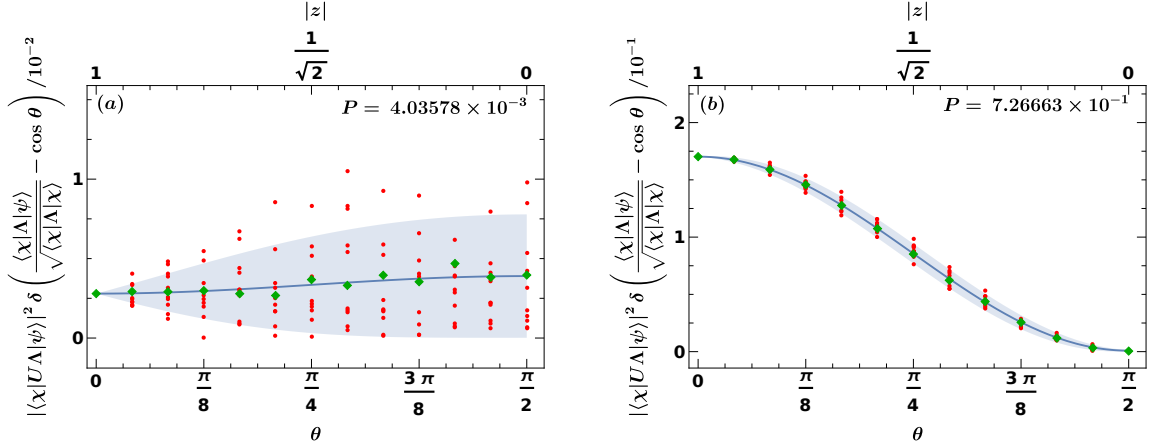 |z|
1
1/√2
0
(a)
P = 4.03578 × 10⁻³
|⟨χ|UΛ|ψ⟩|² δ ( ⟨χ|Λ|ψ⟩ / √⟨χ|Λ|χ⟩ − cos θ ) /10⁻²
1
0
0
π/8
π/4
3 π/8
π/2
θ
|z|
1
1/√2
0
(b)
P = 7.26663 × 10⁻¹
|⟨χ|UΛ|ψ⟩|² δ ( ⟨χ|Λ|ψ⟩ / √⟨χ|Λ|χ⟩ − cos θ ) /10⁻¹
2
1
0
0
π/8
π/4
3 π/8
π/2
θ